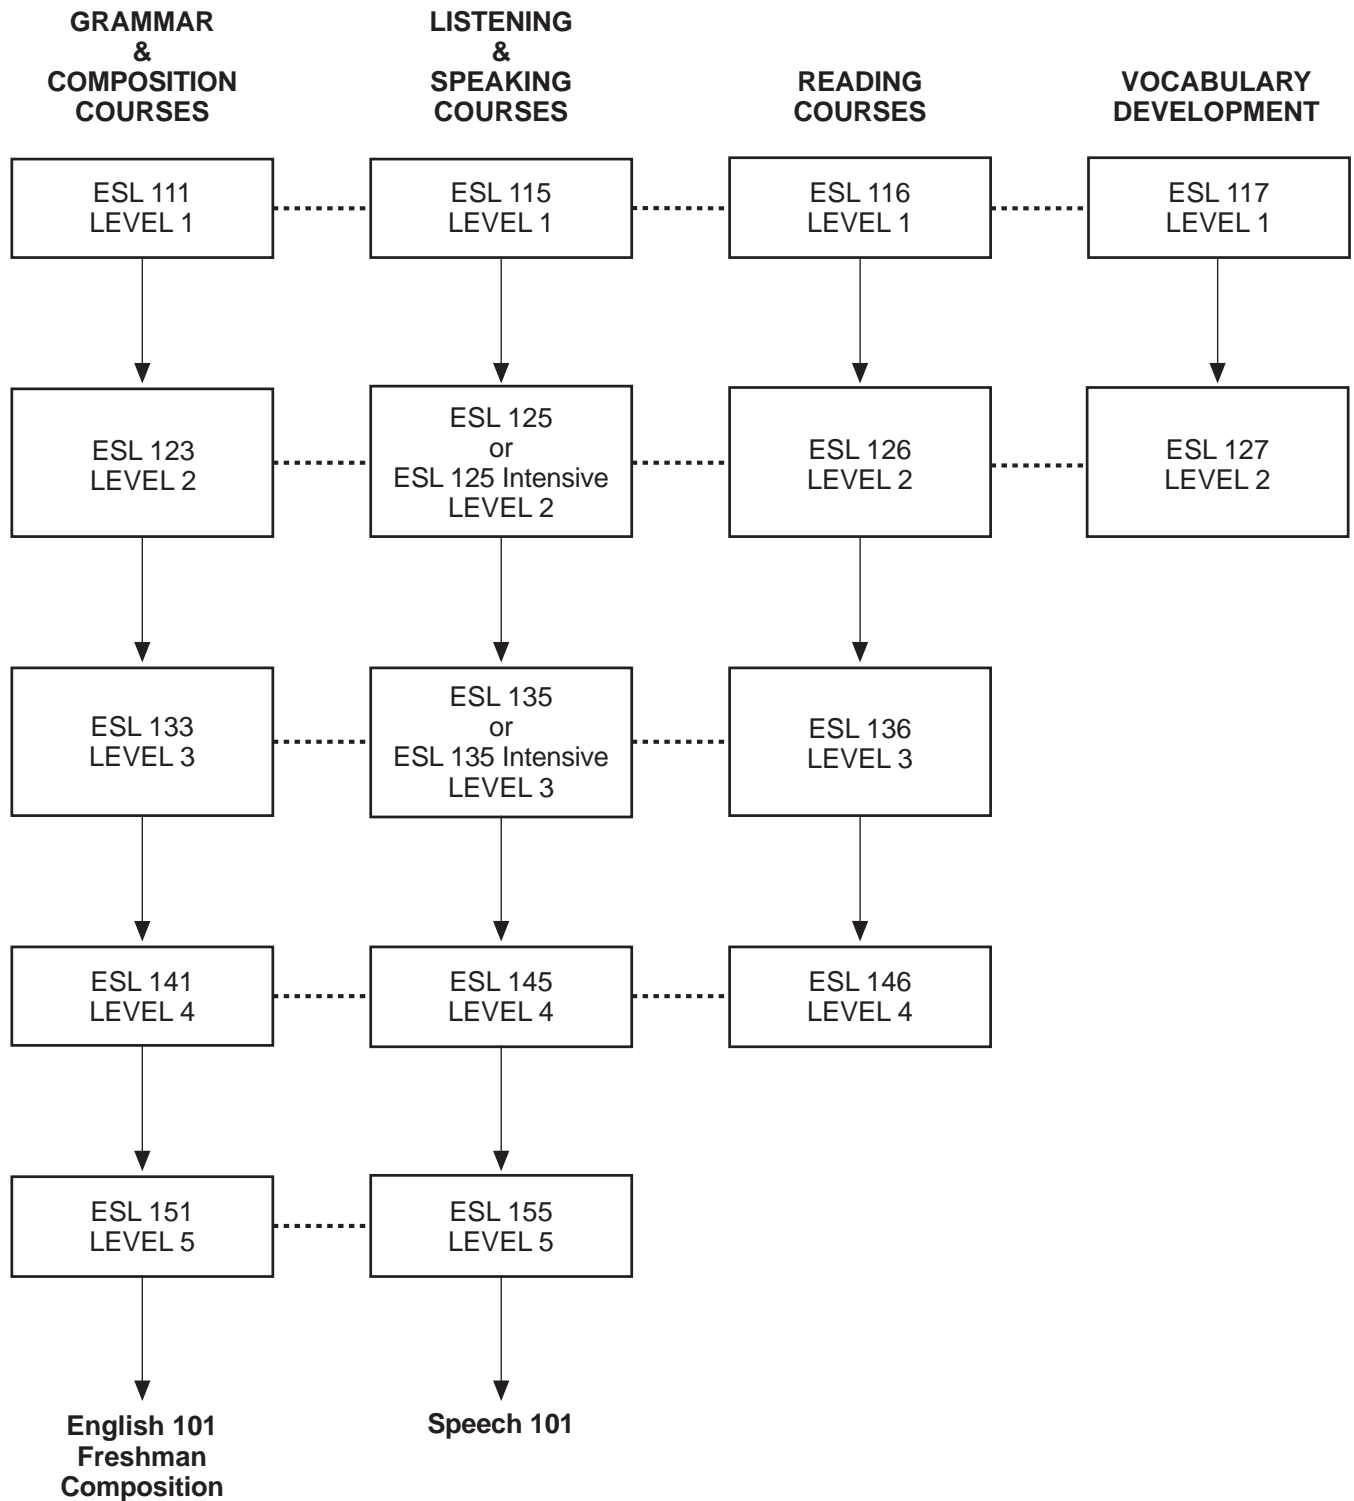 GRAMMAR
&
COMPOSITION
COURSES
LISTENING
&
SPEAKING
COURSES
READING
COURSES
VOCABULARY
DEVELOPMENT
ESL 111
LEVEL 1
ESL 115
LEVEL 1
ESL 116
LEVEL 1
ESL 117
LEVEL 1
ESL 123
LEVEL 2
ESL 125
or
ESL 125 Intensive
LEVEL 2
ESL 126
LEVEL 2
ESL 127
LEVEL 2
ESL 133
LEVEL 3
ESL 135
or
ESL 135 Intensive
LEVEL 3
ESL 136
LEVEL 3
ESL 141
LEVEL 4
ESL 145
LEVEL 4
ESL 146
LEVEL 4
ESL 151
LEVEL 5
ESL 155
LEVEL 5
English 101
Freshman
Composition
Speech 101